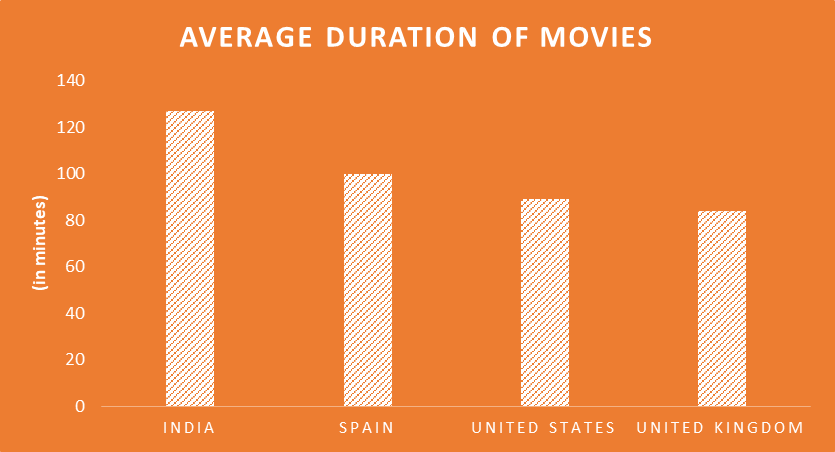 AVERAGE DURATION OF MOVIES
(in minutes)
140
120
100
80
60
40
20
0
INDIA
SPAIN
UNITED STATES
UNITED KINGDOM